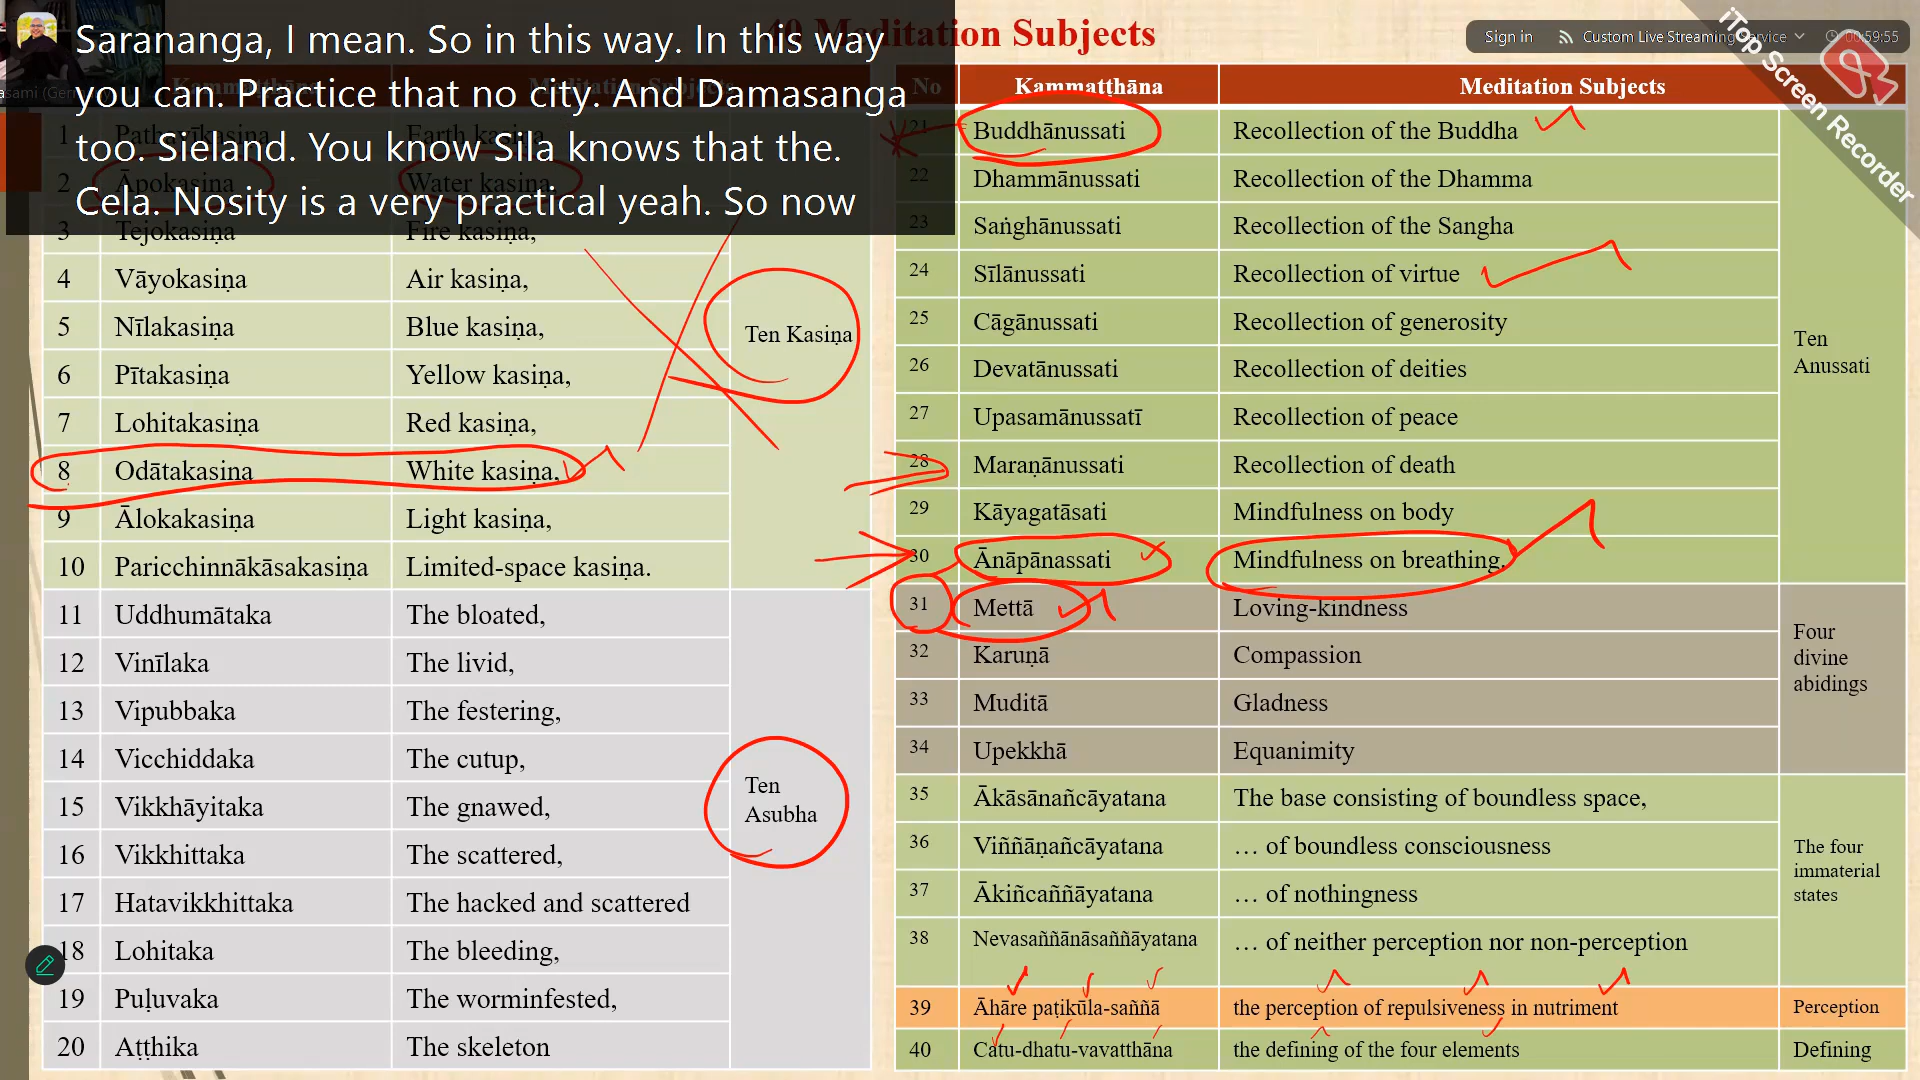 Sarananga, I mean. So in this way. In this way
you can. Practice that no city. And Damasanga
too. Sieland. You know Sila knows that the.
Cela. Nosity is a very practical yeah. So now
40 Meditation Subjects
Sign in
Custom Live Streaming Service
00:59:55
iTop Screen Recorder
Kammaṭṭhāna Meditation Subjects
1 Pathavīkasiṇa Earth kasiṇa,
2 Āpokasiṇa Water kasiṇa,
3 Tejokasiṇa Fire kasiṇa,
4 Vāyokasiṇa Air kasiṇa,
5 Nīlakasiṇa Blue kasiṇa,
6 Pītakasiṇa Yellow kasiṇa,
7 Lohitakasiṇa Red kasiṇa,
8 Odātakasiṇa White kasiṇa,
9 Ālokakasiṇa Light kasiṇa,
10 Paricchinnākāsakasiṇa Limited-space kasiṇa.
Ten Kasiṇa
11 Uddhumātaka The bloated,
12 Vinīlaka The livid,
13 Vipubbaka The festering,
14 Vicchiddaka The cutup,
15 Vikkhāyitaka The gnawed,
16 Vikkhittaka The scattered,
17 Hatavikkhittaka The hacked and scattered
18 Lohitaka The bleeding,
19 Puḷuvaka The worminfested,
20 Aṭṭhika The skeleton
Ten
Asubha
No Kammaṭṭhāna Meditation Subjects
21 Buddhānussati Recollection of the Buddha
22 Dhammānussati Recollection of the Dhamma
23 Saṅghānussati Recollection of the Sangha
24 Sīlānussati Recollection of virtue
25 Cāgānussati Recollection of generosity
26 Devatānussati Recollection of deities
27 Upasamānussatī Recollection of peace
28 Maraṇānussati Recollection of death
29 Kāyagatāsati Mindfulness on body
30 Ānāpānassati Mindfulness on breathing.
Ten
Anussati
31 Mettā Loving-kindness
32 Karuṇā Compassion
33 Muditā Gladness
34 Upekkhā Equanimity
Four
divine
abidings
35 Ākāsānañcāyatana The base consisting of boundless space,
36 Viññāṇañcāyatana … of boundless consciousness
37 Ākiñcaññāyatana … of nothingness
38 Nevasaññānāsaññāyatana … of neither perception nor non-perception
The four
immaterial
states
39 Āhāre paṭikūla-saññā the perception of repulsiveness in nutriment Perception
40 Catu-dhatu-vavatthāna the defining of the four elements Defining